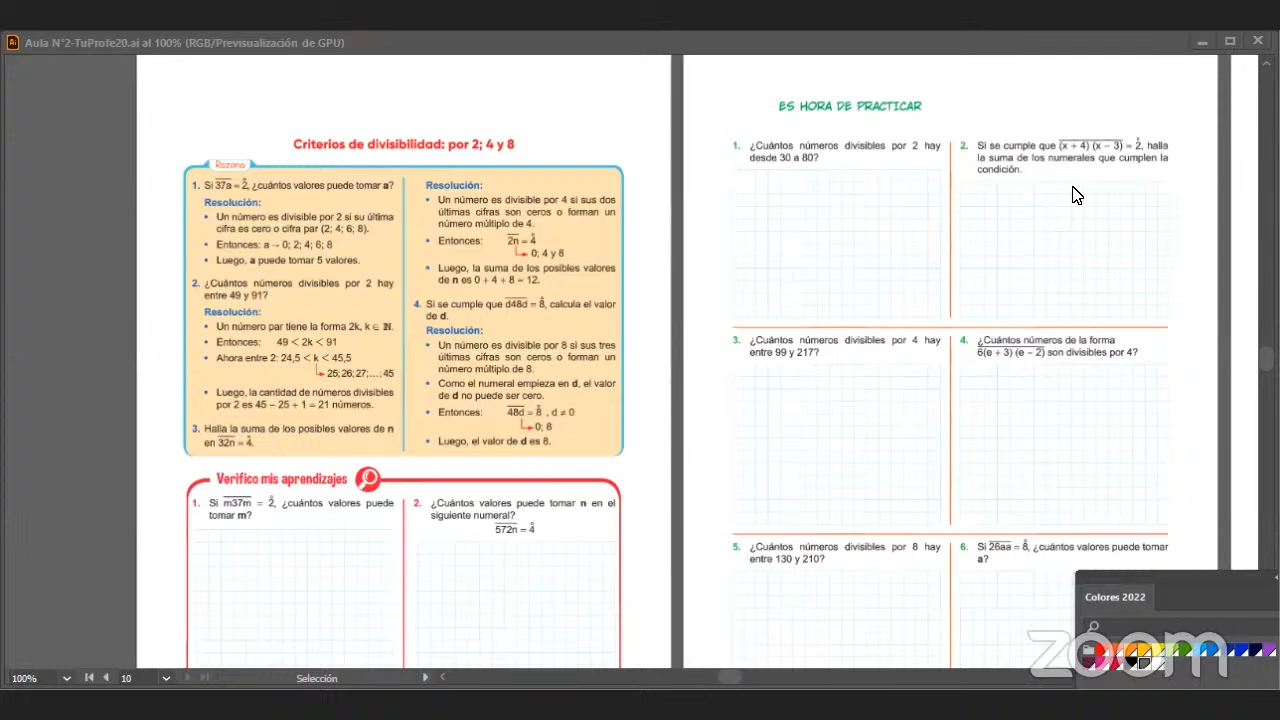 Aula N°2-TuProfe20.ai al 100% (RGB/Previsualización de GPU)
Criterios de divisibilidad: por 2; 4 y 8
Razona
1. Si 37a = 2̊, ¿cuántos valores puede tomar a?
Resolución:
• Un número es divisible por 2 si su última
cifra es cero o cifra par (2; 4; 6; 8).
• Entonces: a → 0; 2; 4; 6; 8
• Luego, a puede tomar 5 valores.
2. ¿Cuántos números divisibles por 2 hay
entre 49 y 91?
Resolución:
• Un número par tiene la forma 2k, k ∈ ℕ.
• Entonces: 49 < 2k < 91
• Ahora entre 2: 24,5 < k < 45,5
25; 26; 27; ...; 45
• Luego, la cantidad de números divisibles
por 2 es 45 − 25 + 1 = 21 números.
3. Halla la suma de los posibles valores de n
en 32n = 4̊.
Resolución:
• Un número es divisible por 4 si sus dos
últimas cifras son ceros o forman un
número múltiplo de 4.
• Entonces: 2n = 4̊
0; 4 y 8
• Luego, la suma de los posibles valores
de n es 0 + 4 + 8 = 12.
4. Si se cumple que d48d = 8̊, calcula el valor
de d.
Resolución:
• Un número es divisible por 8 si sus tres
últimas cifras son ceros o forman un
número múltiplo de 8.
• Como el numeral empieza en d, el valor
de d no puede ser cero.
• Entonces: 48d = 8̊ , d ≠ 0
0; 8
• Luego, el valor de d es 8.
Verifico mis aprendizajes
1. Si m37m = 2̊, ¿cuántos valores puede
tomar m?
2. ¿Cuántos valores puede tomar n en el
siguiente numeral?
572n = 4̊
ES HORA DE PRACTICAR
1. ¿Cuántos números divisibles por 2 hay
desde 30 a 80?
2. Si se cumple que (x + 4) (x − 3) = 2̊, halla
la suma de los numerales que cumplen la
condición.
3. ¿Cuántos números divisibles por 4 hay
entre 99 y 217?
4. ¿Cuántos números de la forma
6(e + 3) (e − 2) son divisibles por 4?
5. ¿Cuántos números divisibles por 8 hay
entre 130 y 210?
6. Si 26aa = 8̊, ¿cuántos valores puede tomar
a?
Colores 2022
zoom
100%
10
Selección